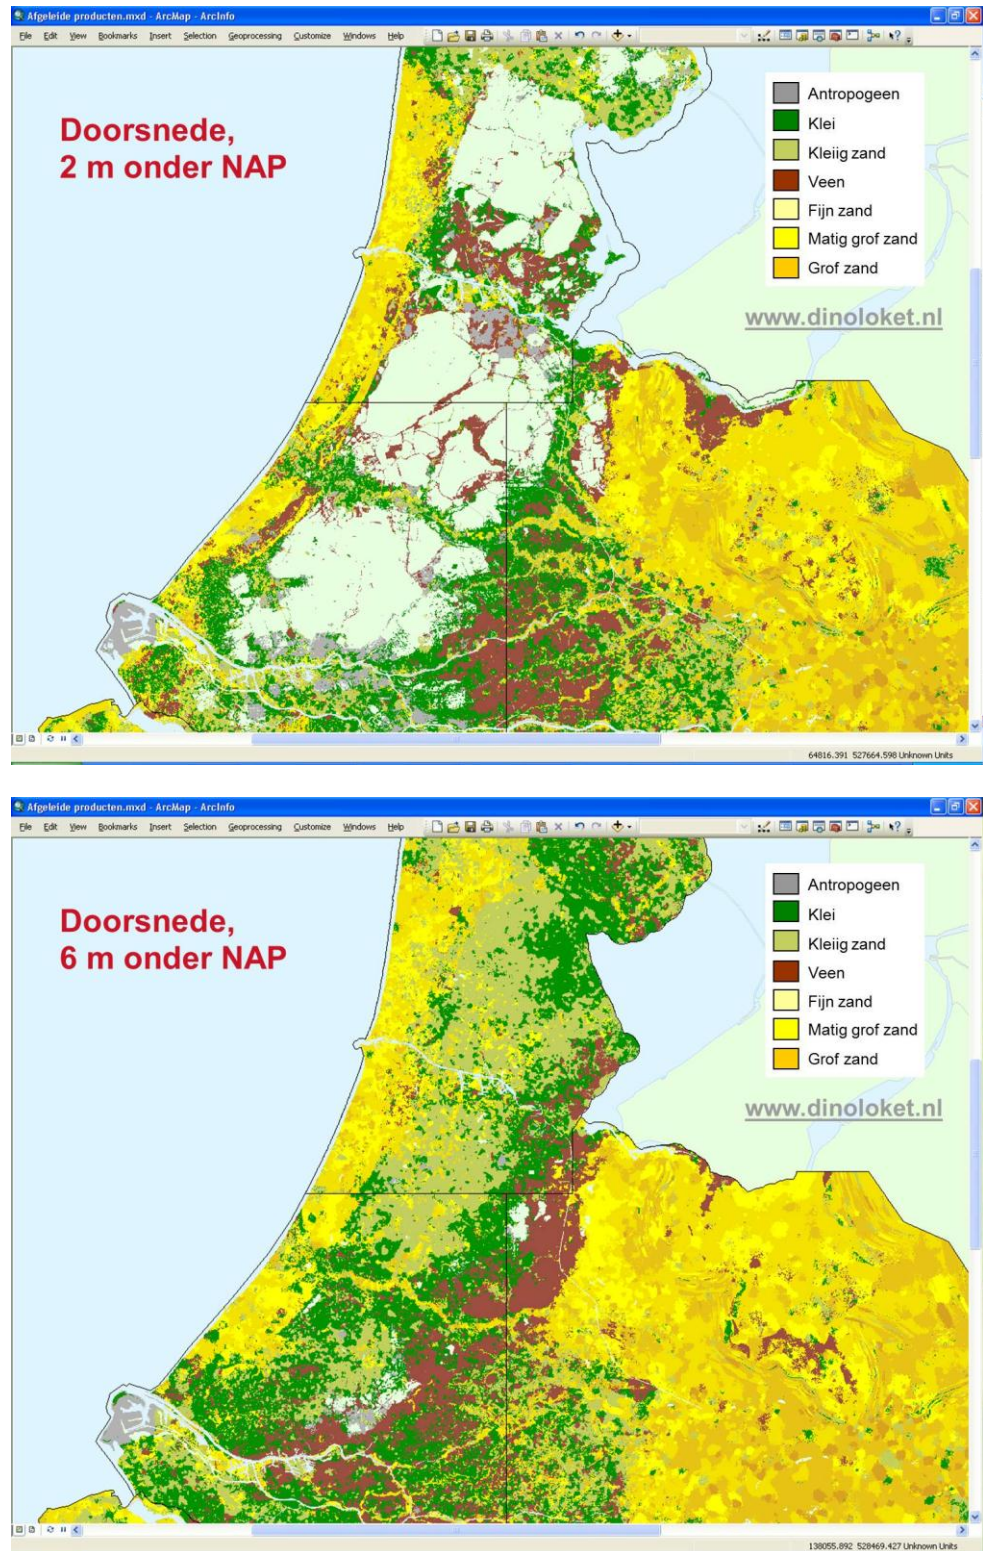 Afgeleide producten.mxd - ArcMap - ArcInfo
File Edit View Bookmarks Insert Selection Geoprocessing Customize Windows Help
Doorsnede,
2 m onder NAP
Antropogeen
Klei
Kleiig zand
Veen
Fijn zand
Matig grof zand
Grof zand
www.dinoloket.nl
64816.391 527664.598 Unknown Units
Afgeleide producten.mxd - ArcMap - ArcInfo
File Edit View Bookmarks Insert Selection Geoprocessing Customize Windows Help
Doorsnede,
6 m onder NAP
Antropogeen
Klei
Kleiig zand
Veen
Fijn zand
Matig grof zand
Grof zand
www.dinoloket.nl
138055.892 528469.427 Unknown Units